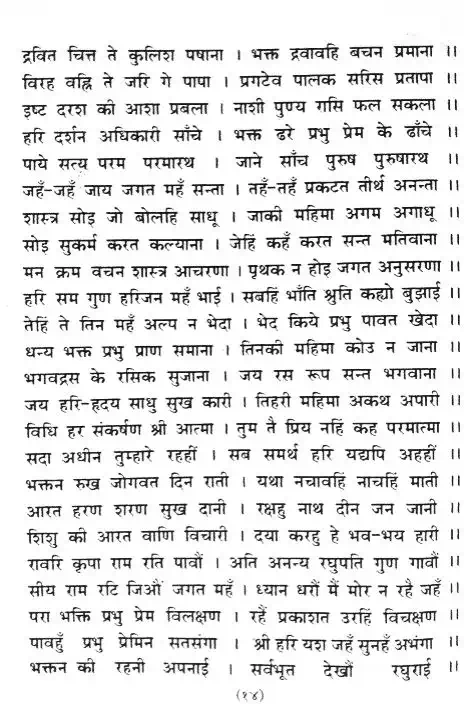 द्रवित चित्त ते कुलिश पषाना । भक्त द्रवावहि बचन प्रमाना ।।
विरह वह्नि ते जरि गे पापा । प्रगटेव पालक सरिस प्रतापा ।।
इष्ट दरश की आशा प्रबला । नाशी पुण्य रासि फल सकला ।।
हरि दर्शन अधिकारी साँचे । भक्त ढरे प्रभु प्रेम के ढाँचे ।।
पाये सत्य परम परमारथ । जाने साँच पुरुष पुरुषारथ ।।
जहँ-जहँ जाय जगत महँ सन्ता । तहँ-तहँ प्रकटत तीर्थ अनन्ता ।।
शास्त्र सोइ जो बोलहि साधू । जाकी महिमा अगम अगाधू ।।
सोइ सुकर्म करत कल्याना । जेहिं कहँ करत सन्त मतिवाना ।।
मन क्रम वचन शास्त्र आचरणा । पृथक न होइ जगत अनुसरणा ।।
हरि सम गुण हरिजन महँ भाई । सबहिं भाँति श्रुति कह्यो बुझाई ।।
तेहिं ते तिन महँ अल्प न भेदा । भेद किये प्रभु पावत खेदा ।।
धन्य भक्त प्रभु प्राण समाना । तिनकी महिमा कोउ न जाना ।।
भगवद्रस के रसिक सुजाना । जय रस रूप सन्त भगवाना ।।
जय हरि-हृदय साधु सुख कारी । तिहरी महिमा अकथ अपारी ।।
विधि हर संकर्षण श्री आत्मा । तुम तै प्रिय नहिं कह परमात्मा ।।
सदा अधीन तुम्हारे रहहीं । सब समर्थ हरि यद्यपि अहहीं ।।
भक्तन रुख जोगवत दिन राती । यथा नचावहिं नाचहिं माती ।।
आरत हरण शरण सुख दानी । रक्षहु नाथ दीन जन जानी ।।
शिशु की आरत वाणि विचारी । दया करहु हे भव-भय हारी ।।
रावरि कृपा राम रति पावौं । अति अनन्य रघुपति गुण गावौं ।।
सीय राम रटि जिऔं जगत महँ । ध्यान धरौं मैं मोर न रहै जहँ ।।
परा भक्ति प्रभु प्रेम विलक्षण । रहैं प्रकाशत उरहिं विचक्षण ।।
पावहुँ प्रभु प्रेमिन सतसंगा । श्री हरि यश जहँ सुनहँ अभंगा ।।
भक्तन की रहनी अपनाई । सर्वभूत देखौं रघुराई ।।
(१४)